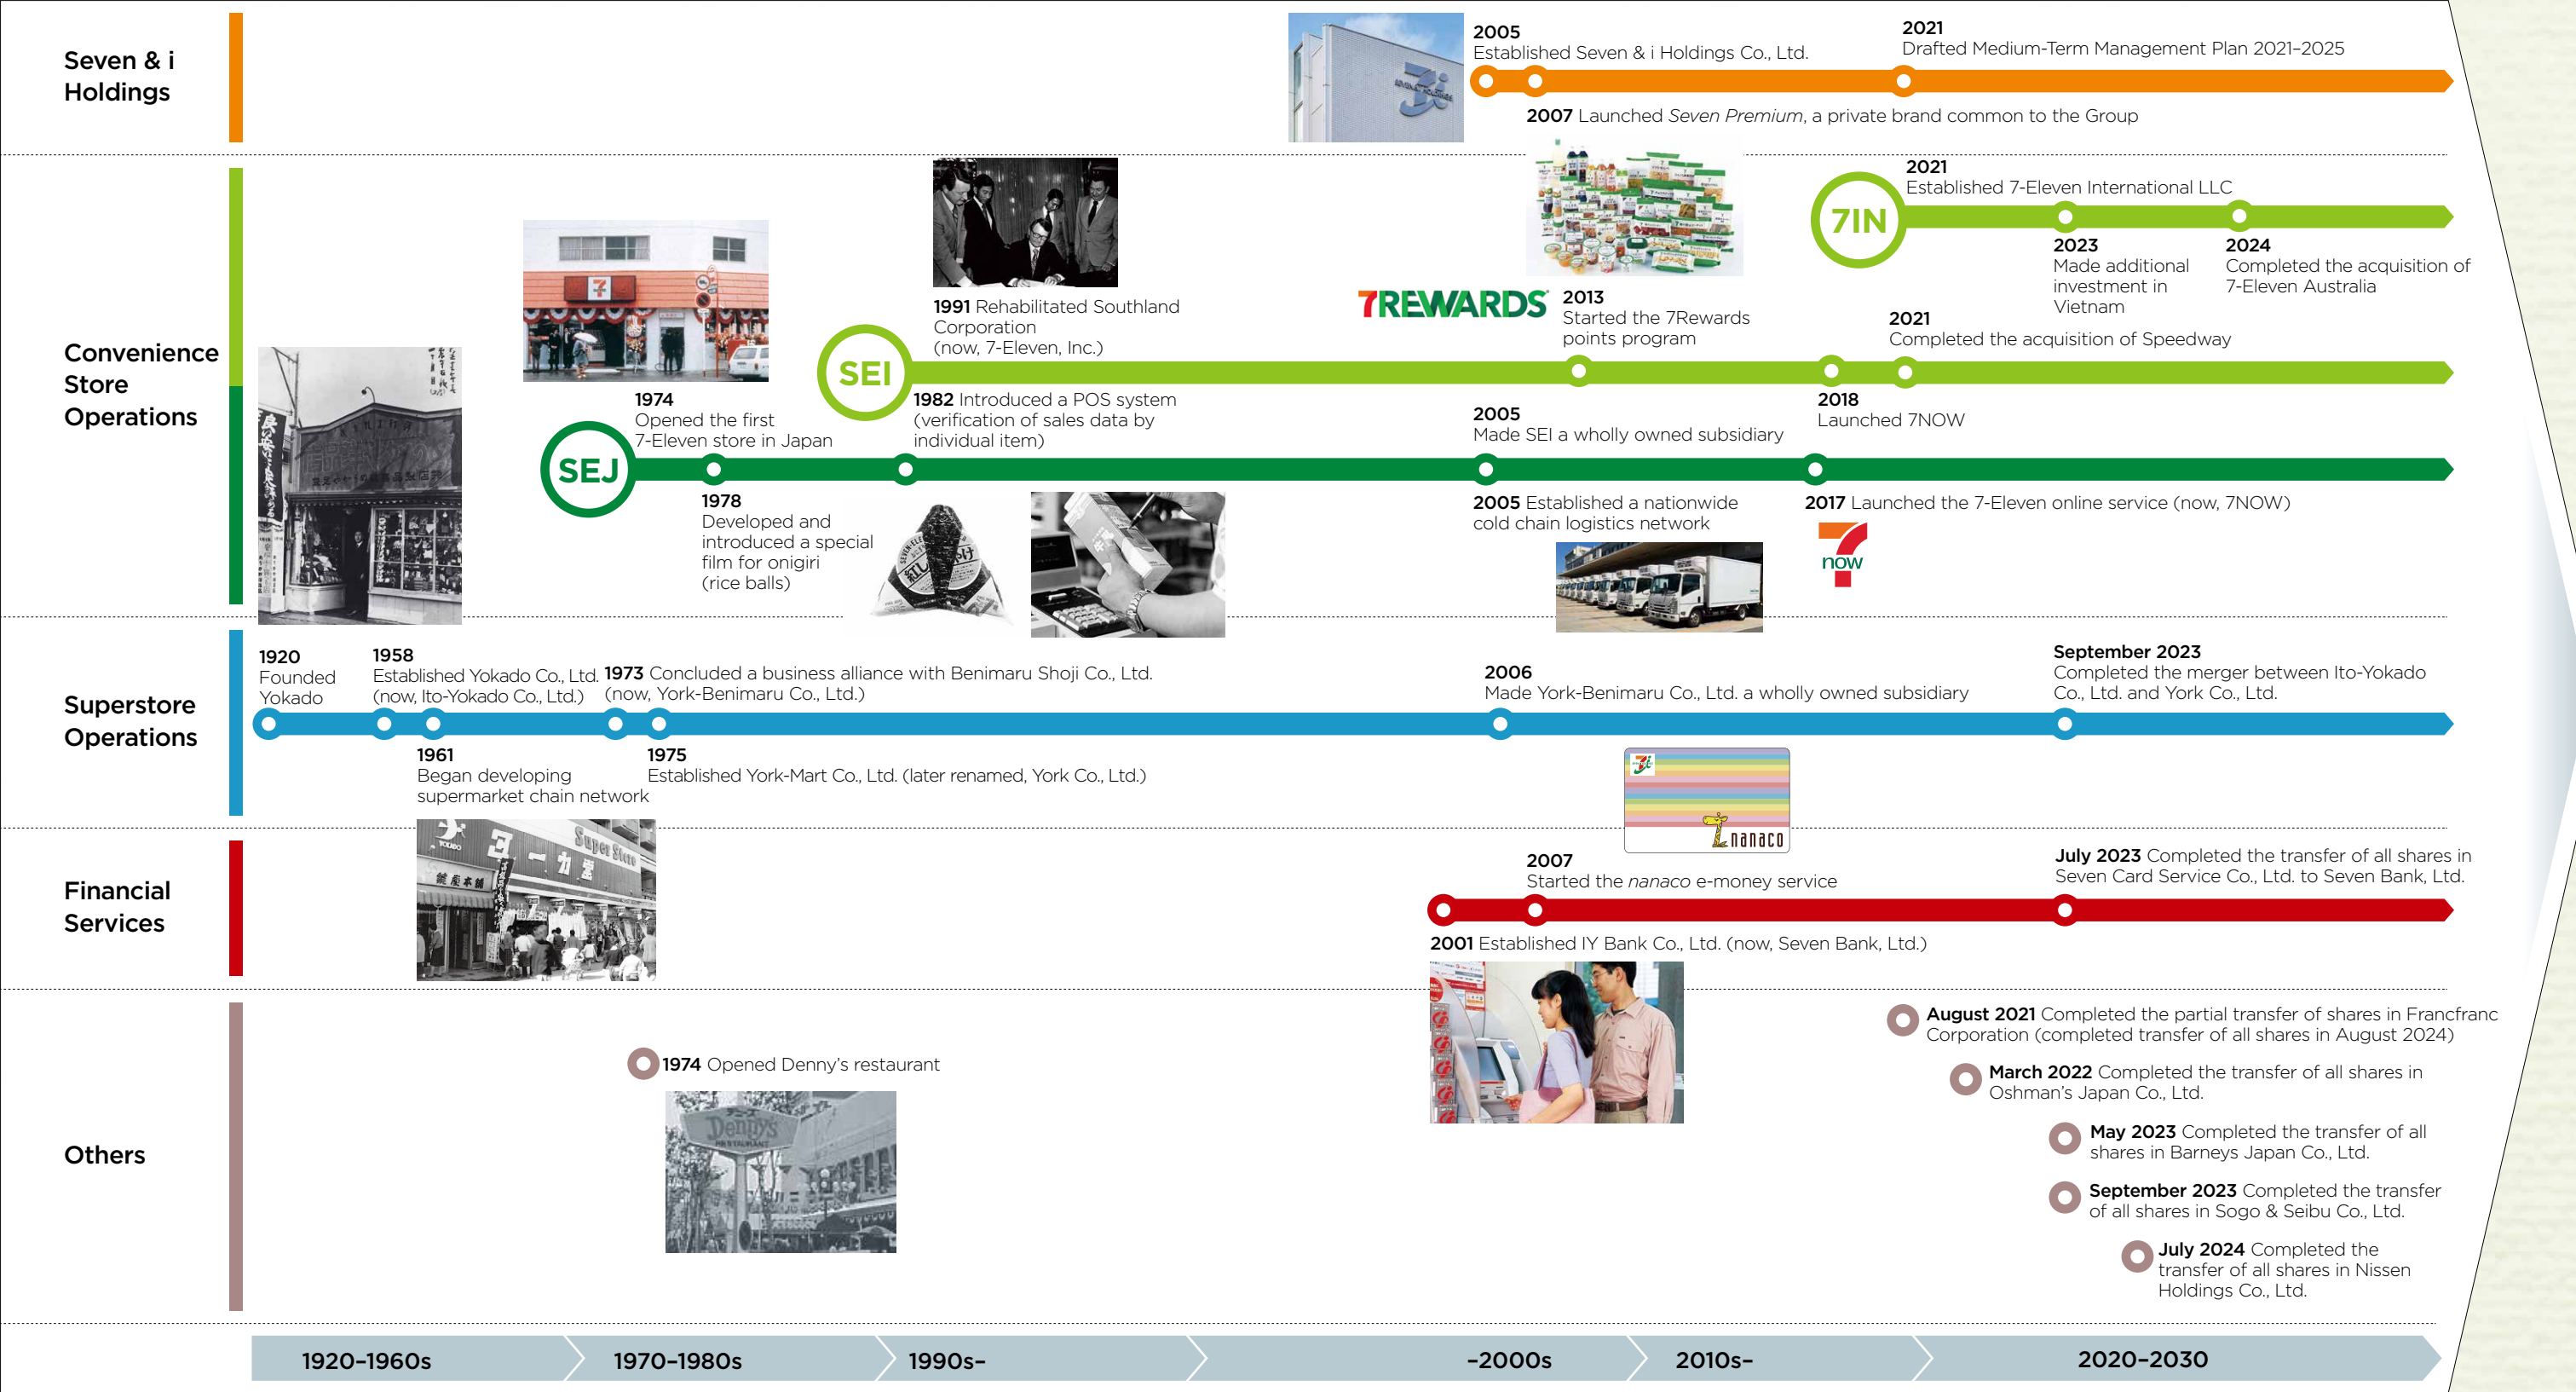 Seven & i
Holdings
2005
Established Seven & i Holdings Co., Ltd.
2021
Drafted Medium-Term Management Plan 2021–2025
2007 Launched Seven Premium, a private brand common to the Group
Convenience
Store
Operations
2021
Established 7-Eleven International LLC
7IN
2023
Made additional
investment in
Vietnam
2024
Completed the acquisition of
7-Eleven Australia
1991 Rehabilitated Southland
Corporation
(now, 7-Eleven, Inc.)
7REWARDS
2013
Started the 7Rewards
points program
2021
Completed the acquisition of Speedway
SEI
2018
Launched 7NOW
1974
Opened the first
7-Eleven store in Japan
1982 Introduced a POS system
(verification of sales data by
individual item)
2005
Made SEI a wholly owned subsidiary
SEJ
1978
Developed and
introduced a special
film for onigiri
(rice balls)
2005 Established a nationwide
cold chain logistics network
2017 Launched the 7-Eleven online service (now, 7NOW)
7
now
Superstore
Operations
1920
Founded
Yokado
1958
Established Yokado Co., Ltd.
(now, Ito-Yokado Co., Ltd.)
1973 Concluded a business alliance with Benimaru Shoji Co., Ltd.
(now, York-Benimaru Co., Ltd.)
2006
Made York-Benimaru Co., Ltd. a wholly owned subsidiary
September 2023
Completed the merger between Ito-Yokado
Co., Ltd. and York Co., Ltd.
1961
Began developing
supermarket chain network
1975
Established York-Mart Co., Ltd. (later renamed, York Co., Ltd.)
nanaco
Super Store
Financial
Services
2007
Started the nanaco e-money service
July 2023 Completed the transfer of all shares in
Seven Card Service Co., Ltd. to Seven Bank, Ltd.
2001 Established IY Bank Co., Ltd. (now, Seven Bank, Ltd.)
Others
1974 Opened Denny's restaurant
Denny's
RESTAURANT
August 2021 Completed the partial transfer of shares in Francfranc
Corporation (completed transfer of all shares in August 2024)
March 2022 Completed the transfer of all shares in
Oshman's Japan Co., Ltd.
May 2023 Completed the transfer of all
shares in Barneys Japan Co., Ltd.
September 2023 Completed the transfer
of all shares in Sogo & Seibu Co., Ltd.
July 2024 Completed the
transfer of all shares in Nissen
Holdings Co., Ltd.
1920–1960s
1970–1980s
1990s–
–2000s
2010s–
2020–2030